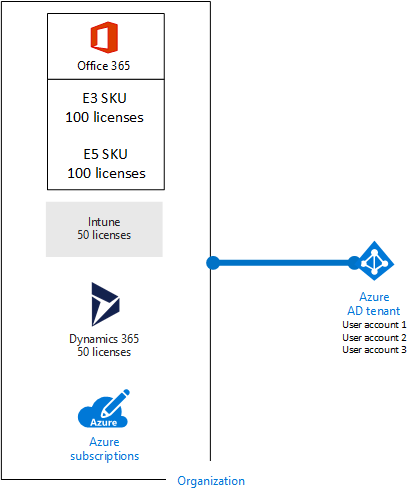 Office 365
E3 SKU
100 licenses
E5 SKU
100 licenses
Intune
50 licenses
Dynamics 365
50 licenses
Azure
Azure
subscriptions
Organization
Azure
AD tenant
User account 1
User account 2
User account 3